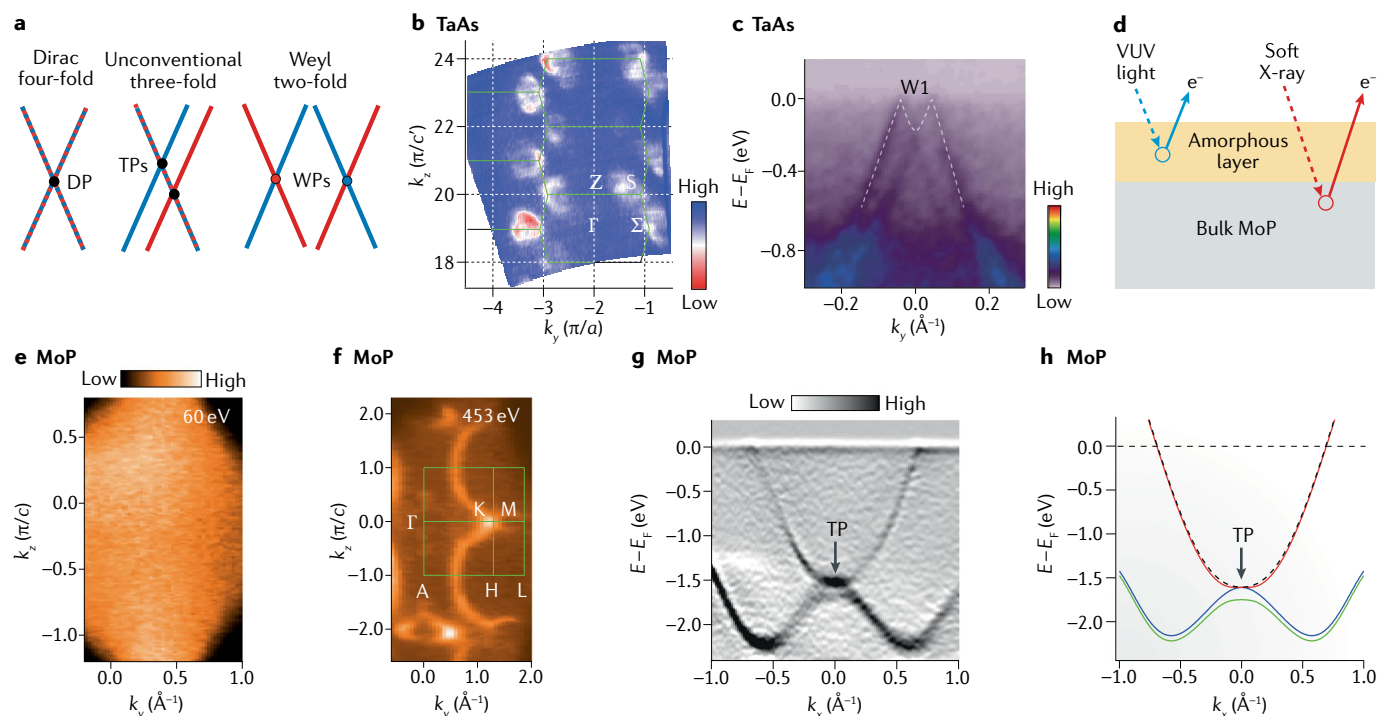 a
Dirac
four-fold
Unconventional
three-fold
Weyl
two-fold
DP
TPs
WPs
b TaAs
24
22
20
18
k_z (π/c′)
−4
−3
−2
−1
k_y (π/a)
Z
S
Γ
Σ
High
Low
c TaAs
W1
0.0
−0.4
−0.8
E − E_F (eV)
−0.2
0.0
0.2
k_y (Å⁻¹)
High
Low
d
VUV
light
e⁻
Soft
X-ray
e⁻
Amorphous
layer
Bulk MoP
e MoP
Low
High
60 eV
0.5
0.0
−0.5
−1.0
k_z (π/c)
0.0
0.5
1.0
k_y (Å⁻¹)
f MoP
453 eV
2.0
1.0
0.0
−1.0
−2.0
k_z (π/c)
Γ
K
M
A
H
L
0.0
1.0
2.0
k_y (Å⁻¹)
g MoP
Low
High
0.0
−0.5
−1.0
−1.5
−2.0
E − E_F (eV)
TP
−1.0
−0.5
0.0
0.5
1.0
k_x (Å⁻¹)
h MoP
0.0
−0.5
−1.0
−1.5
−2.0
E − E_F (eV)
TP
−1.0
−0.5
0.0
0.5
1.0
k_x (Å⁻¹)